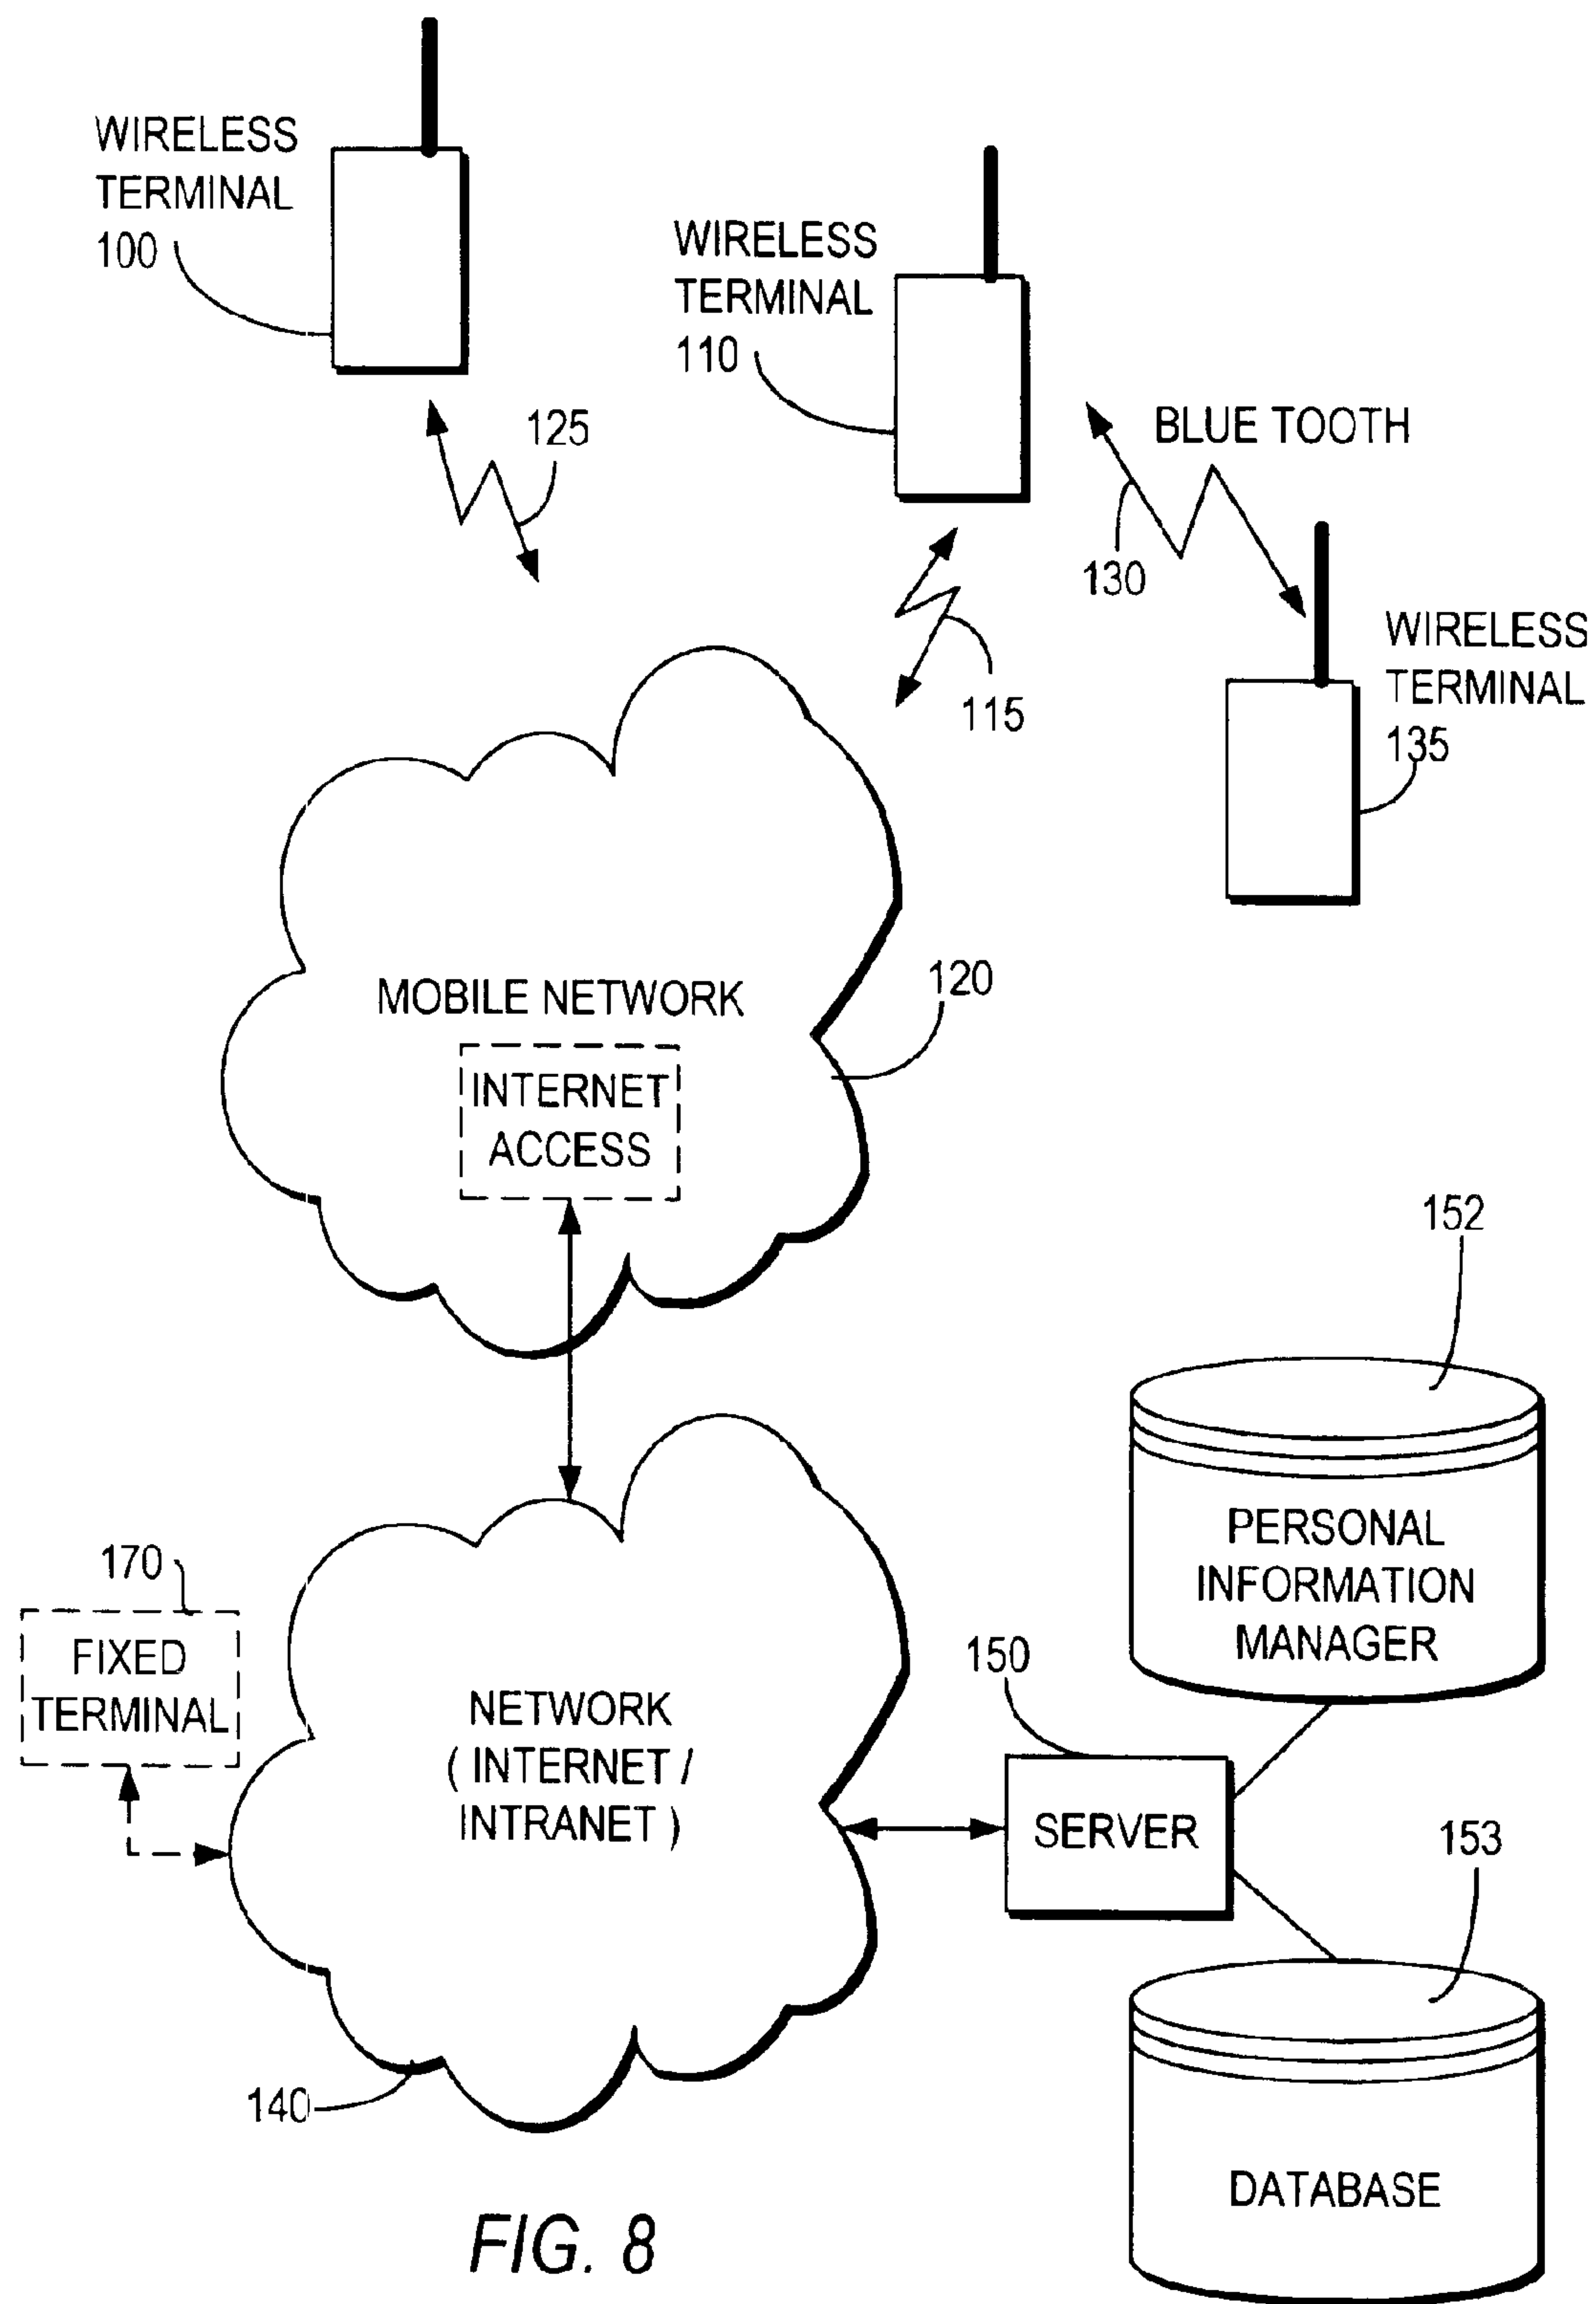 WIRELESS
TERMINAL
100
WIRELESS
TERMINAL
110
125
BLUE TOOTH
130
115
WIRELESS
TERMINAL
135
MOBILE NETWORK
120
INTERNET
ACCESS
152
PERSONAL
INFORMATION
MANAGER
170
FIXED
TERMINAL
NETWORK
( INTERNET /
INTRANET )
150
SERVER
153
140
DATABASE
FIG. 8